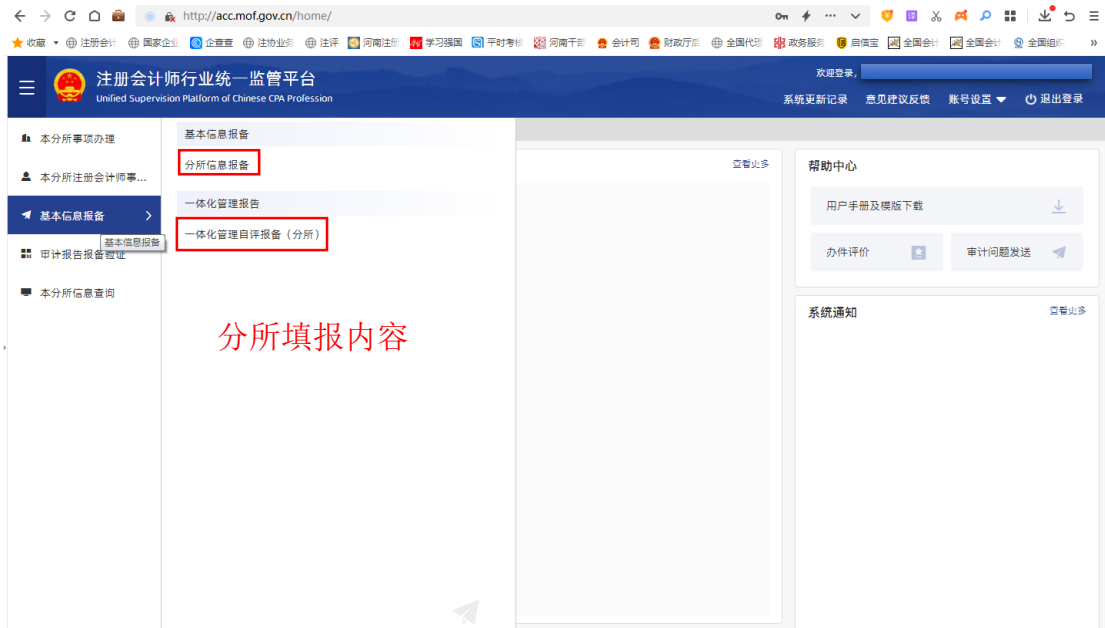 http://acc.mof.gov.cn/home/
收藏 注册会计 国家企业 企查查 注协业务 注评 河南注册 学习强国 平时考核 河南干部 会计司 财政厅后 全国代理 政务服务 启信宝 全国会计 全国会计 全国组织
注册会计师行业统一监管平台
Unified Supervision Platform of Chinese CPA Profession
欢迎登录,
系统更新记录 意见建议反馈 账号设置 退出登录
本分所事项办理
本分所注册会计师事...
基本信息报备
基本信息报备
审计报告报备验证
本分所信息查询
基本信息报备
分所信息报备
一体化管理报告
一体化管理自评报备（分所）
分所填报内容
查看更多
帮助中心
用户手册及模版下载
办件评价 审计问题发送
系统通知 查看更多